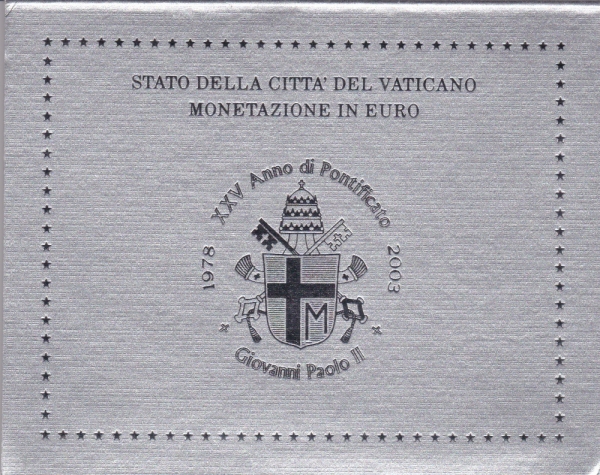 STATO DELLA CITTA' DEL VATICANO
MONETAZIONE IN EURO
XXV Anno di Pontificato
1978
2003
M
Giovanni Paolo II